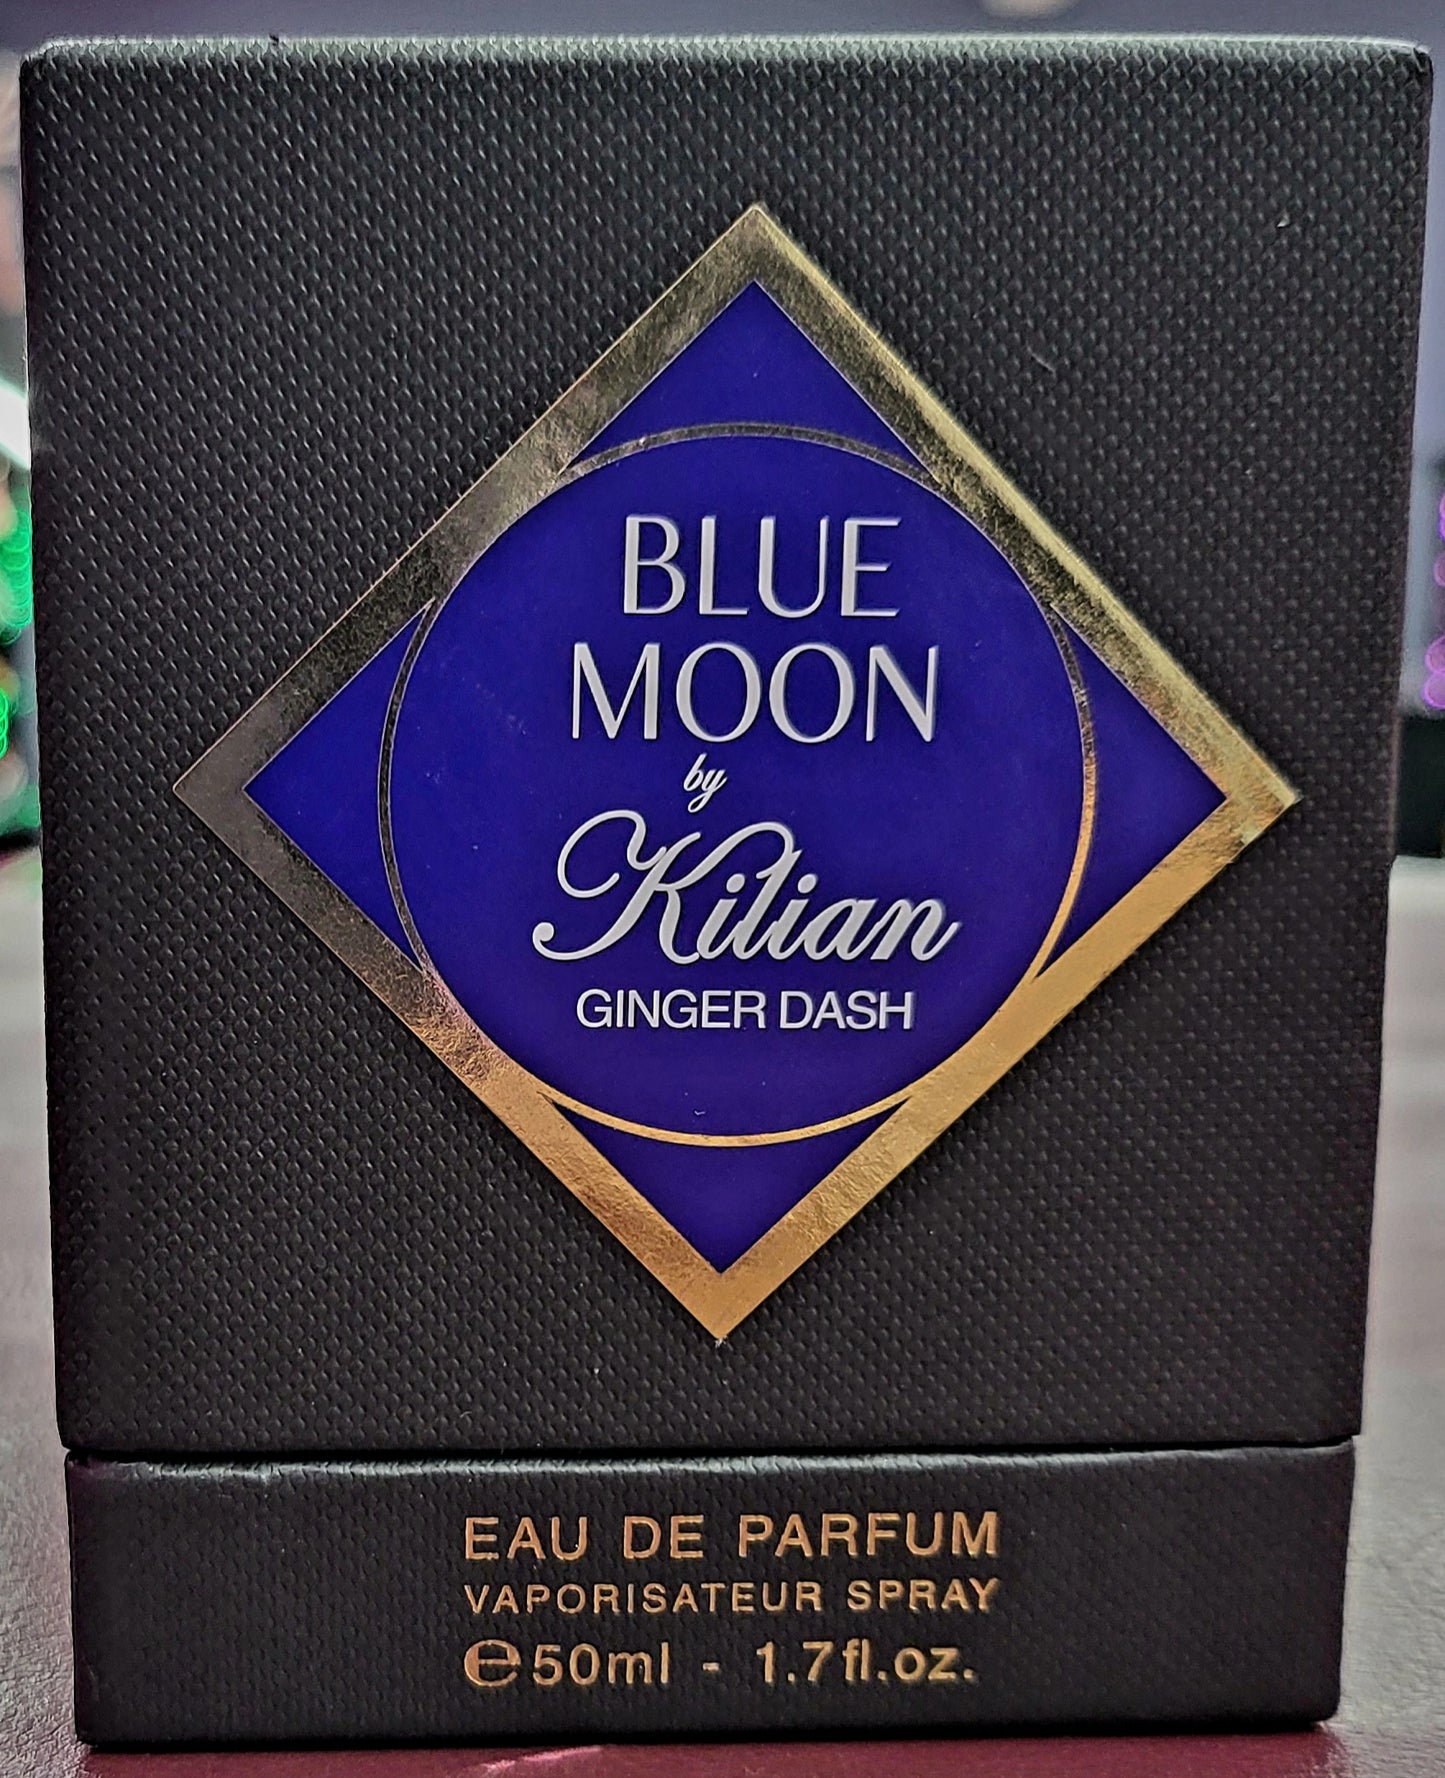 BLUE
MOON
by
Kilian
GINGER DASH
EAU DE PARFUM
VAPORISATEUR SPRAY
℮50ml - 1.7fl.oz.